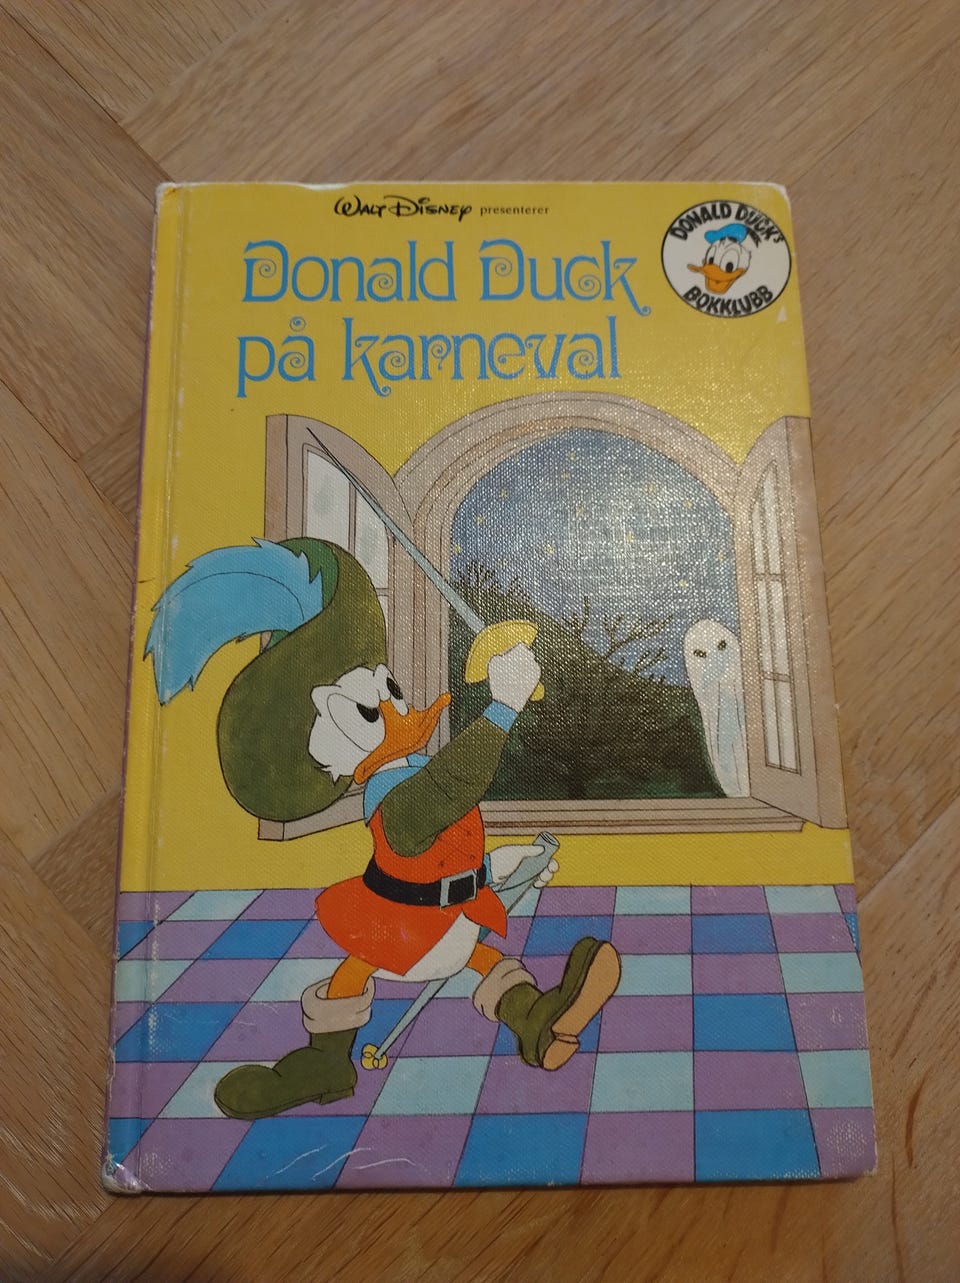 WALT DISNEY presenterer
Donald Duck
på karneval
DONALD DUCK's
BOKKLUBB